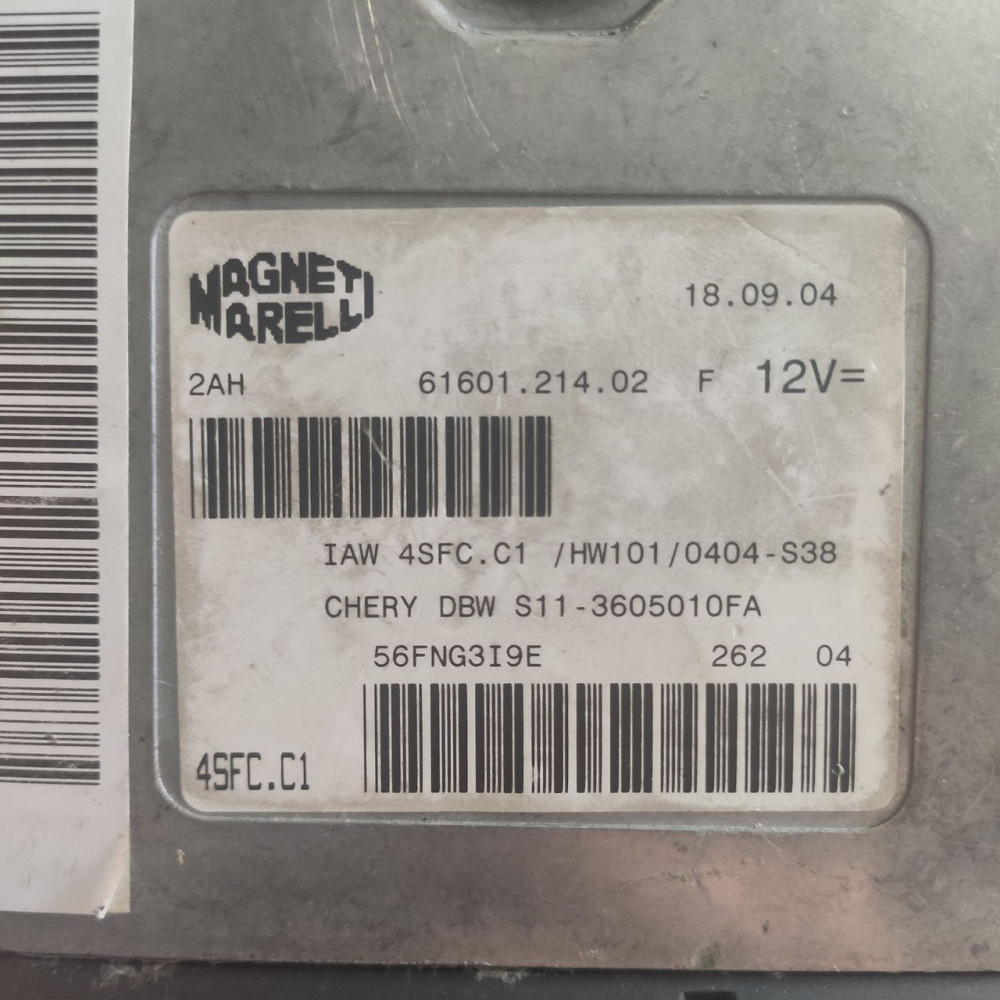 MAGNETI
MARELLI
18.09.04
2AH 61601.214.02 F 12V=
IAW 4SFC.C1 /HW101/0404-S38
CHERY DBW S11-3605010FA
56FNG3I9E 262 04
4SFC.C1